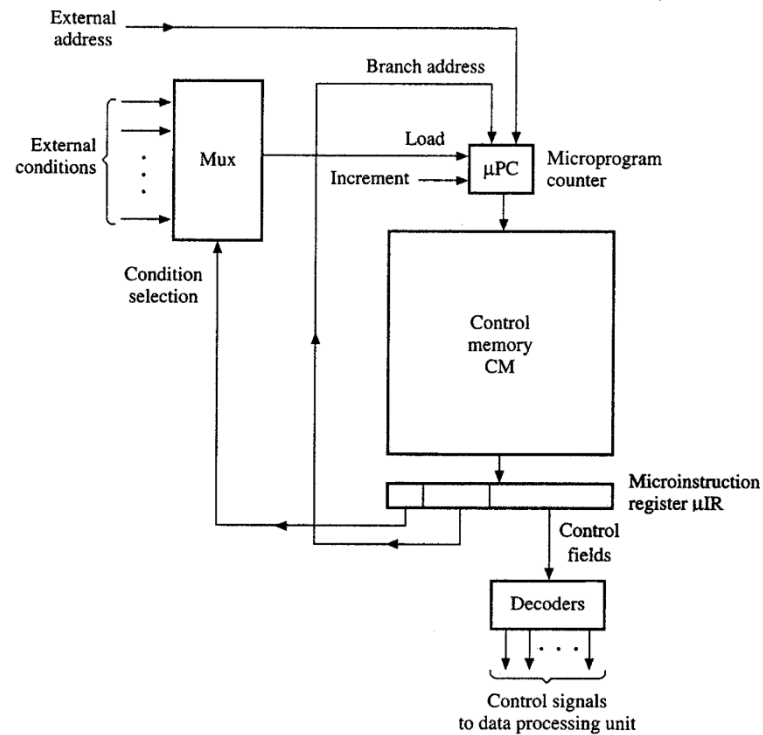 External
address
Branch address
External
conditions
Mux
Load
Increment
μPC
Microprogram
counter
Condition
selection
Control
memory
CM
Microinstruction
register μIR
Control
fields
Decoders
Control signals
to data processing unit